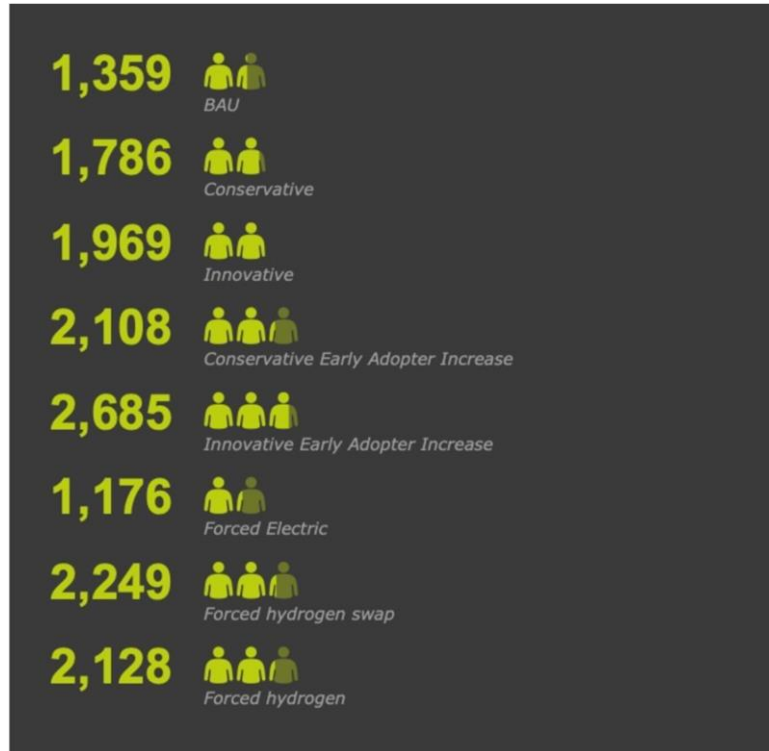 1,359
BAU
1,786
Conservative
1,969
Innovative
2,108
Conservative Early Adopter Increase
2,685
Innovative Early Adopter Increase
1,176
Forced Electric
2,249
Forced hydrogen swap
2,128
Forced hydrogen